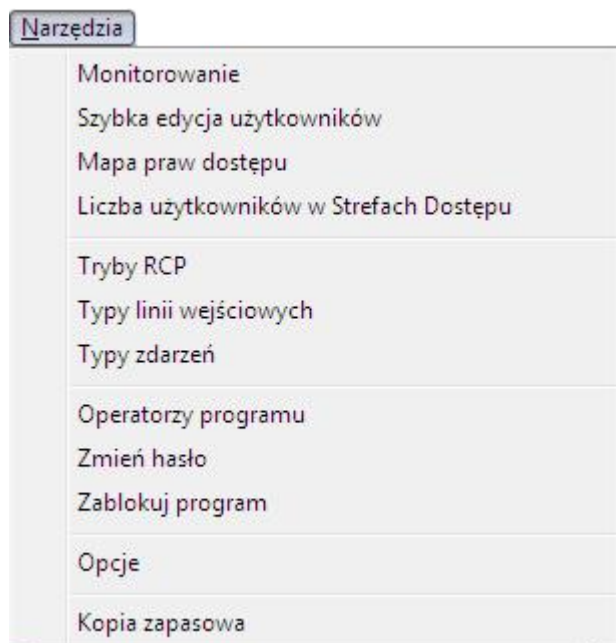 Narzędzia
Monitorowanie
Szybka edycja użytkowników
Mapa praw dostępu
Liczba użytkowników w Strefach Dostępu
Tryby RCP
Typy linii wejściowych
Typy zdarzeń
Operatorzy programu
Zmień hasło
Zablokuj program
Opcje
Kopia zapasowa